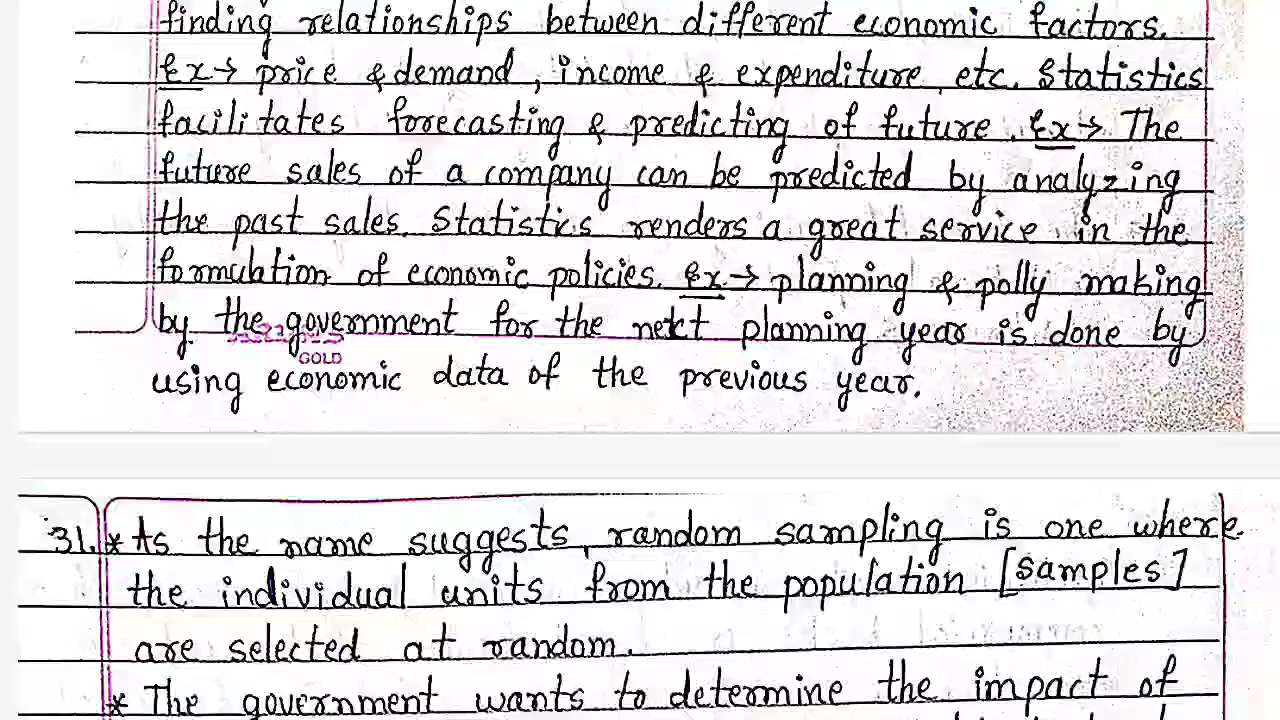 finding relationships between different economic factors.
Ex→ price & demand, income & expenditure etc. Statistics
facilitates forecasting & predicting of future. Ex→ The
future sales of a company can be predicted by analyzing
the past sales. Statistics renders a great service in the
formulation of economic policies. Ex→ planning & polly making
by the government for the next planning year is done by
GOLD
using economic data of the previous year.
31. * As the name suggests, random sampling is one where
the individual units from the population [samples]
are selected at random.
* The government wants to determine the impact of